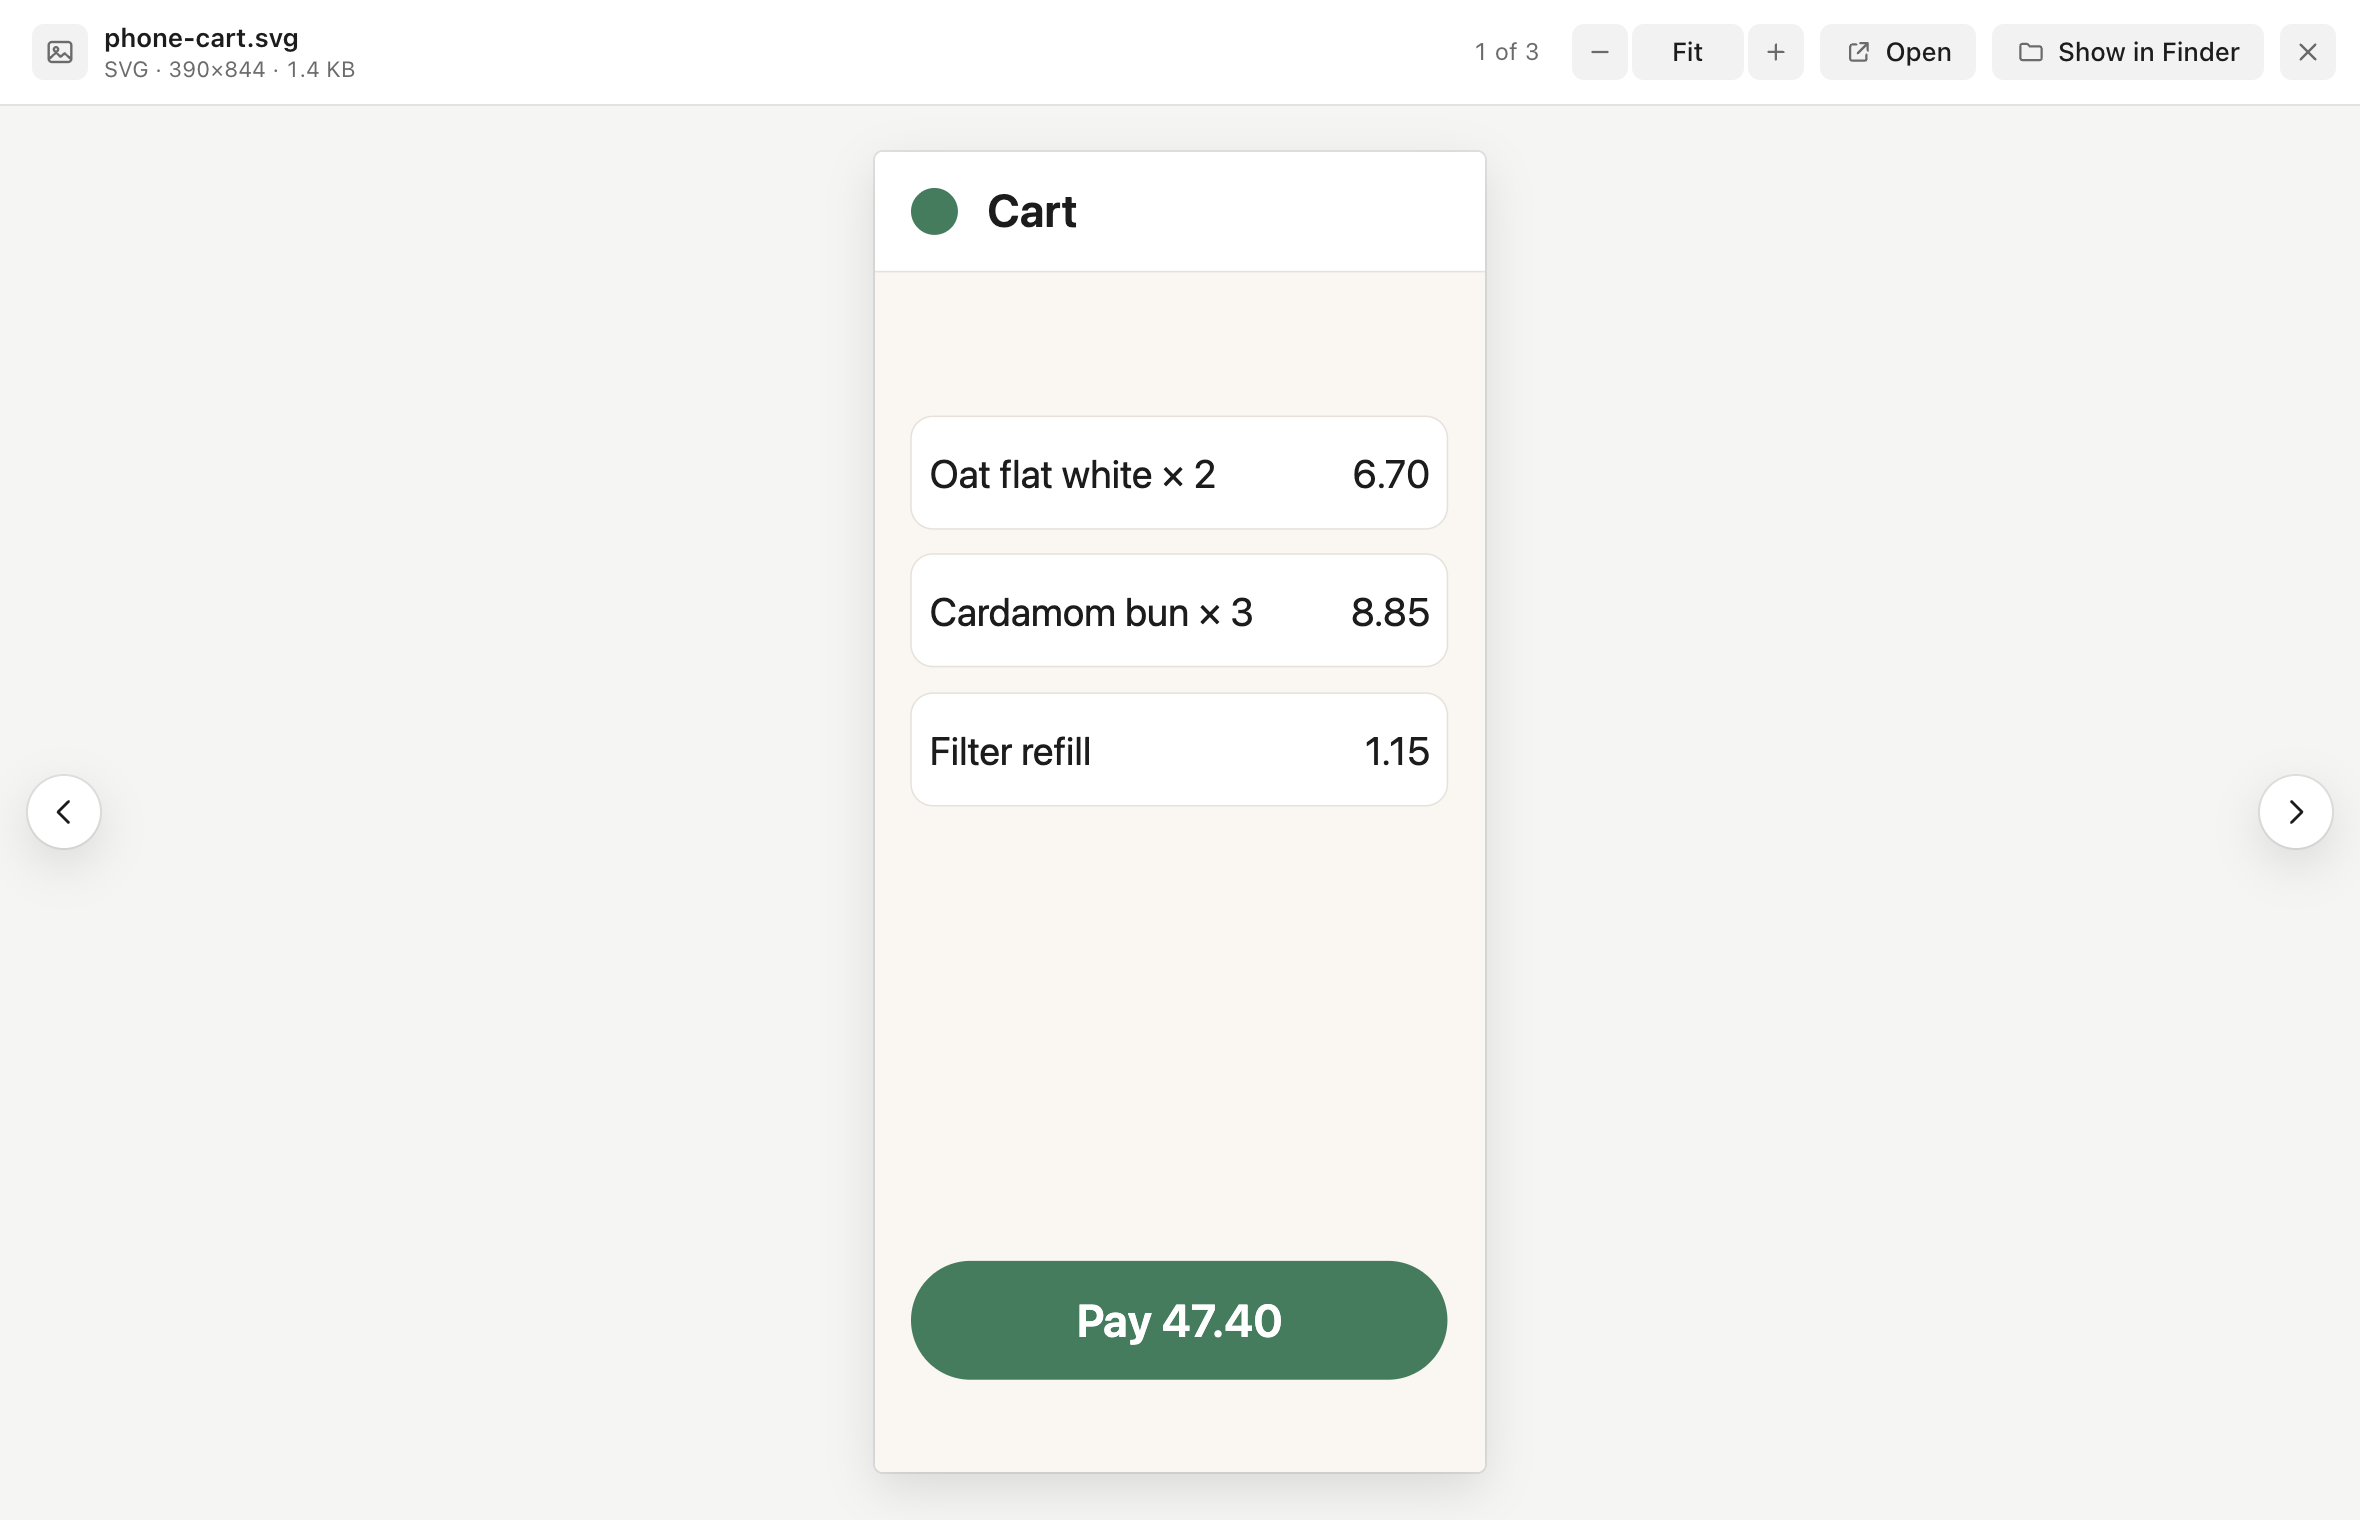 phone-cart.svg
SVG · 390×844 · 1.4 KB
1 of 3
Fit
Open
Show in Finder
Cart
Oat flat white × 2 6.70
Cardamom bun × 3 8.85
Filter refill 1.15
Pay 47.40